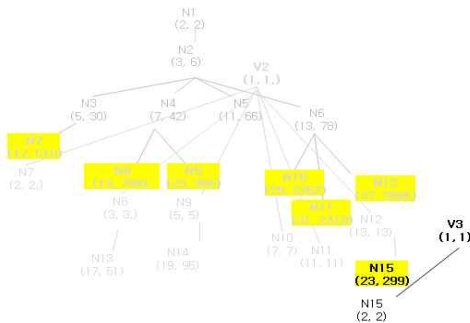 N1
(2, 2)
N2
(3, 6)
V2
(1, 1,)
N3
(5, 30)
N4
(7, 42)
N5
(11, 66)
N6
(13, 78)
N7
(2, 2,)
N6
(3, 3,)
N9
(5, 5)
N10
(7, 7)
N11
(11, 11)
N12
(13, 13)
N13
(17, 51)
N14
(19, 95)
V3
(1, 1)
N15
(23, 299)
N15
(2, 2)